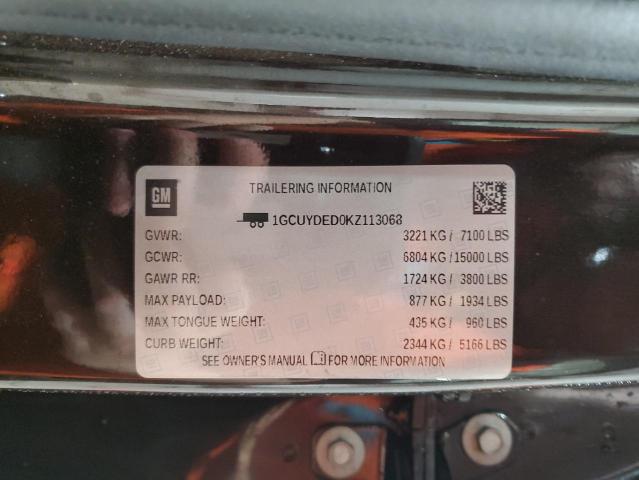 GM
TRAILERING INFORMATION
1GCUYDED0KZ113068
GVWR: 3221 KG / 7100 LBS
GCWR: 6804 KG / 15000 LBS
GAWR RR: 1724 KG / 3800 LBS
MAX PAYLOAD: 877 KG / 1934 LBS
MAX TONGUE WEIGHT: 435 KG / 960 LBS
CURB WEIGHT: 2344 KG / 5166 LBS
SEE OWNER'S MANUAL FOR MORE INFORMATION